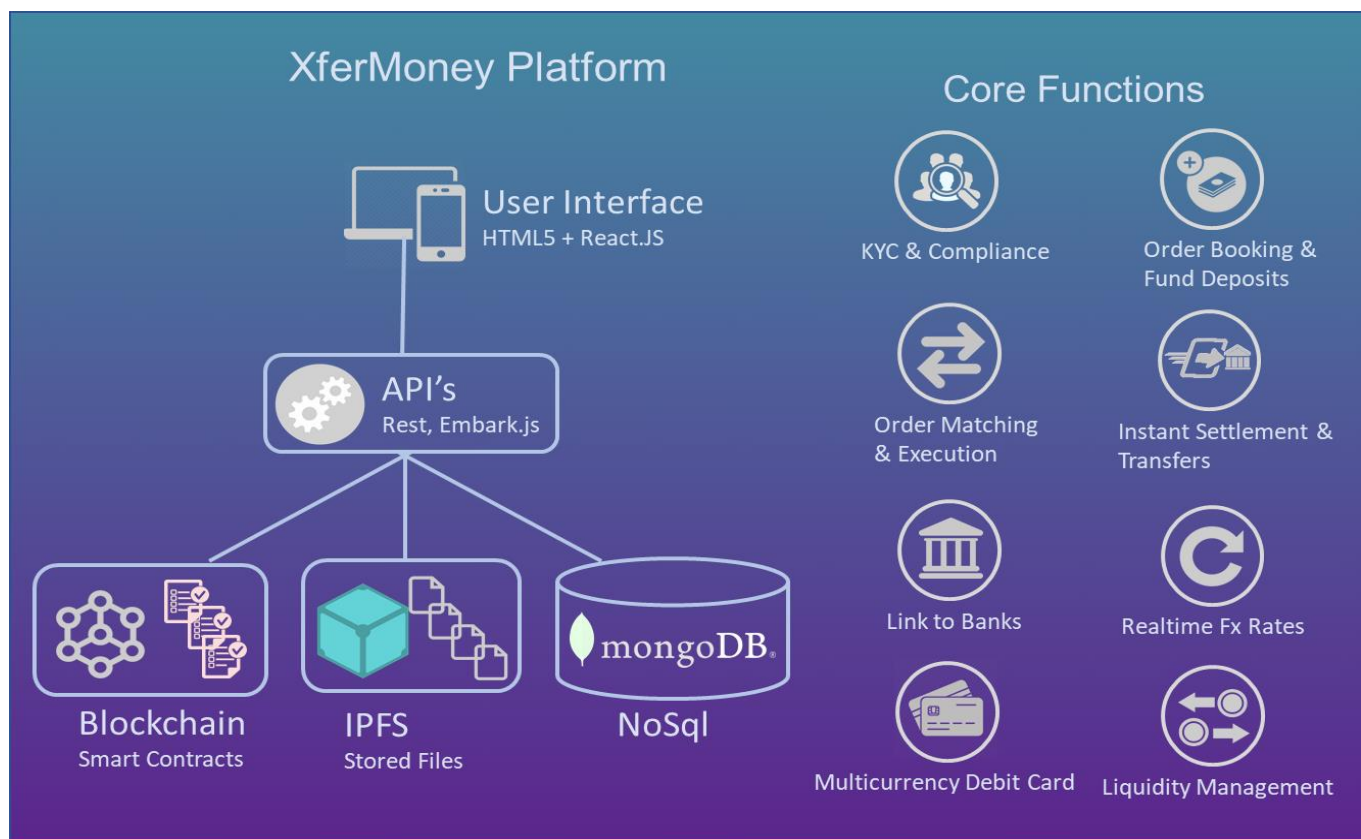 XferMoney Platform
User Interface
HTML5 + React.JS
API's
Rest, Embark.js
Blockchain
Smart Contracts
IPFS
Stored Files
mongoDB®
NoSql
Core Functions
KYC & Compliance
Order Booking &
Fund Deposits
Order Matching
& Execution
Instant Settlement &
Transfers
Link to Banks
Realtime Fx Rates
Multicurrency Debit Card
Liquidity Management